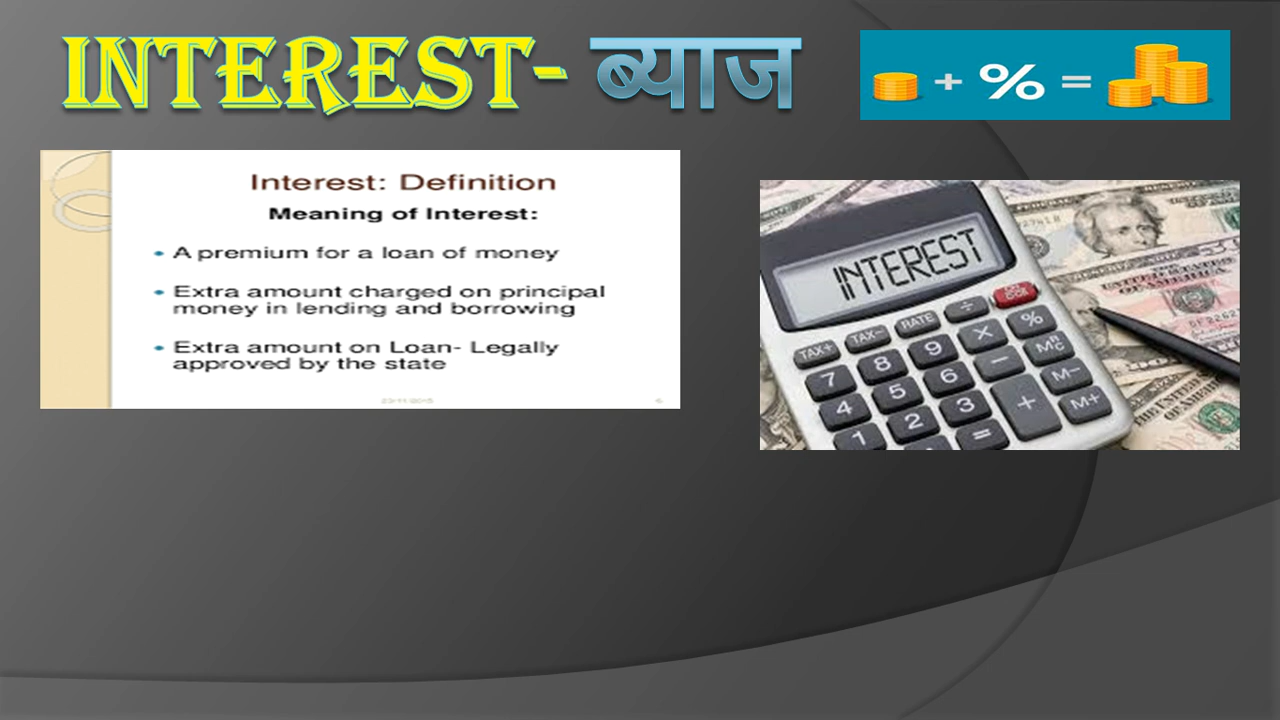 INTEREST- ब्याज
+ % =
Interest: Definition
Meaning of Interest:
• A premium for a loan of money
• Extra amount charged on principal
money in lending and borrowing
• Extra amount on Loan- Legally
approved by the state
INTEREST
TAX+ TAX- RATE ÷
7 8 9 × %
4 5 6 − M
1 2 3 + M−
= M+